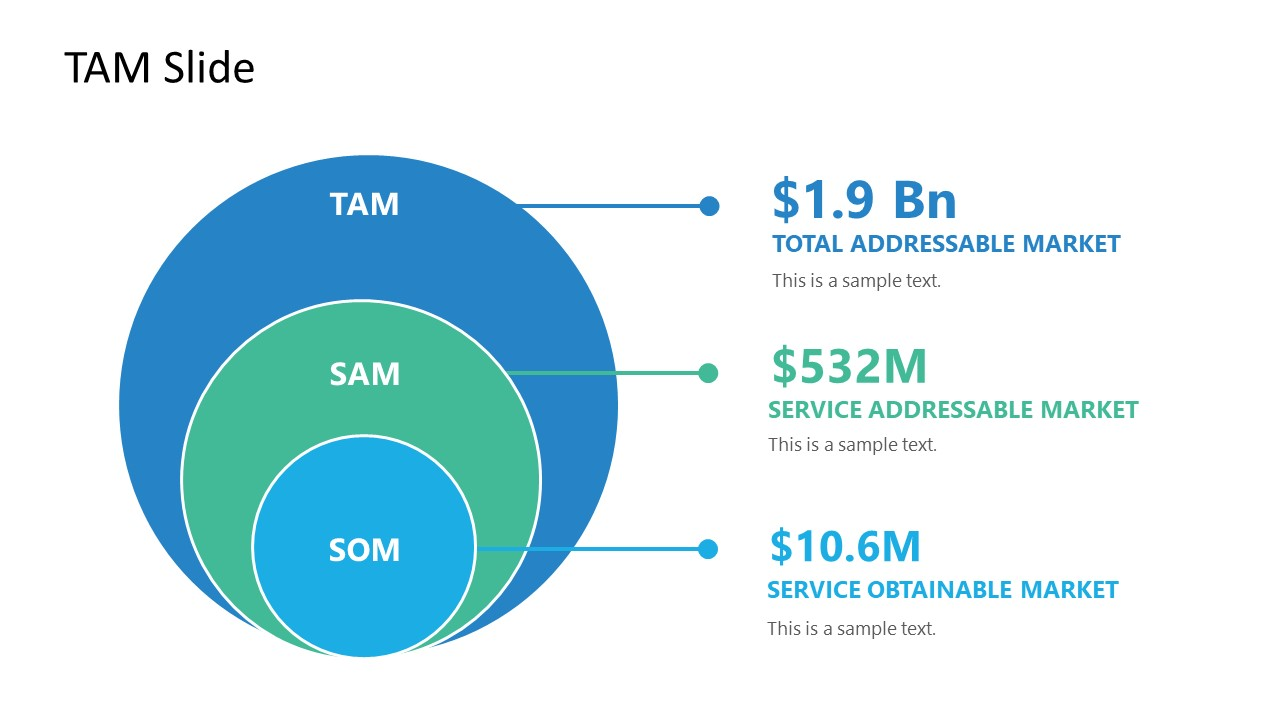 TAM Slide
TAM
$1.9 Bn
TOTAL ADDRESSABLE MARKET
This is a sample text.
SAM
$532M
SERVICE ADDRESSABLE MARKET
This is a sample text.
SOM
$10.6M
SERVICE OBTAINABLE MARKET
This is a sample text.